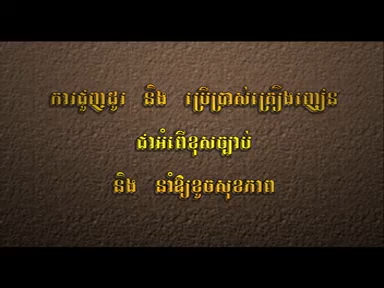 ការជួញដូរ និង ប្រើប្រាស់គ្រឿងញៀន
ជាអំពើខុសច្បាប់
និង នាំឱ្យខូចសុខភាព